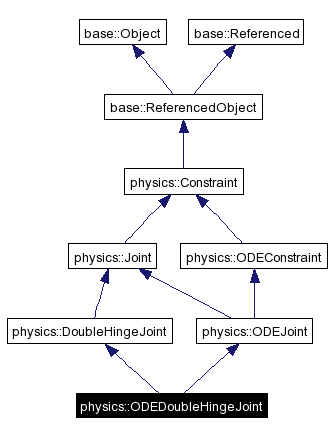 base::Object
base::Referenced
base::ReferencedObject
physics::Constraint
physics::Joint
physics::ODEConstraint
physics::DoubleHingeJoint
physics::ODEJoint
physics::ODEDoubleHingeJoint